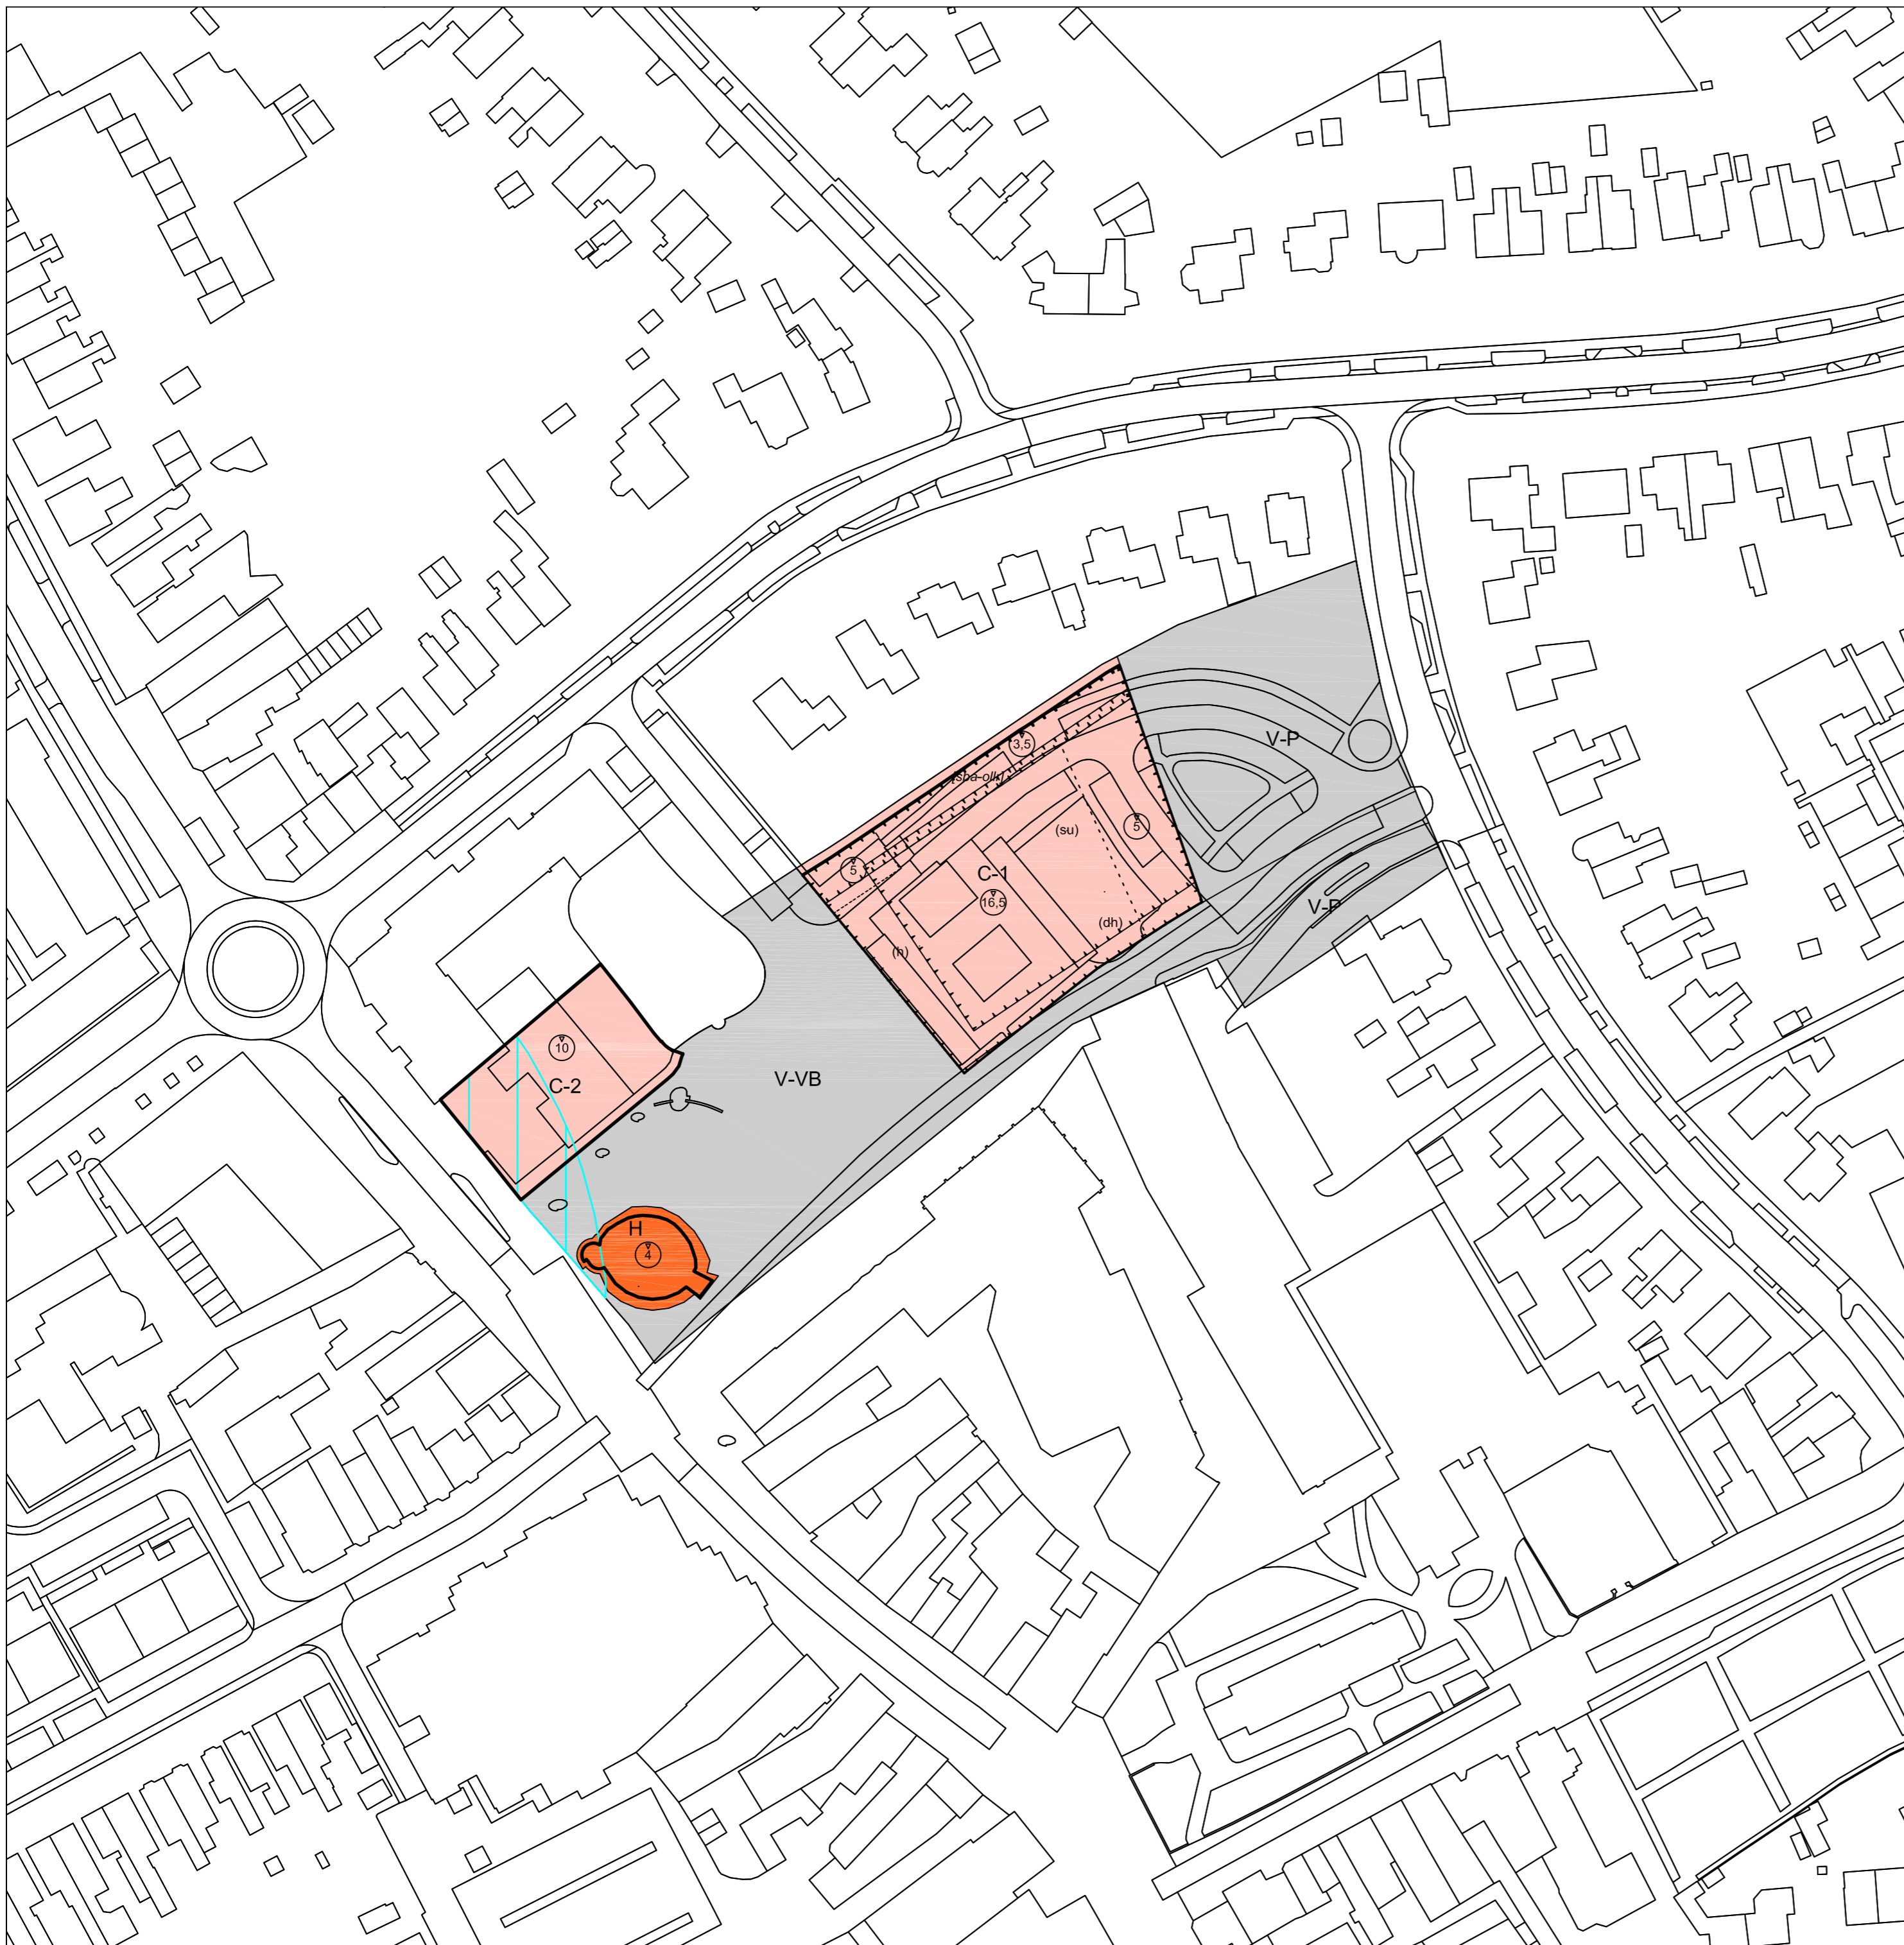 V-P
3,5
(sba-olk)
5
(su)
5
C-1
16,5
V-P
(dh)
(h)
10
C-2
V-VB
H
4